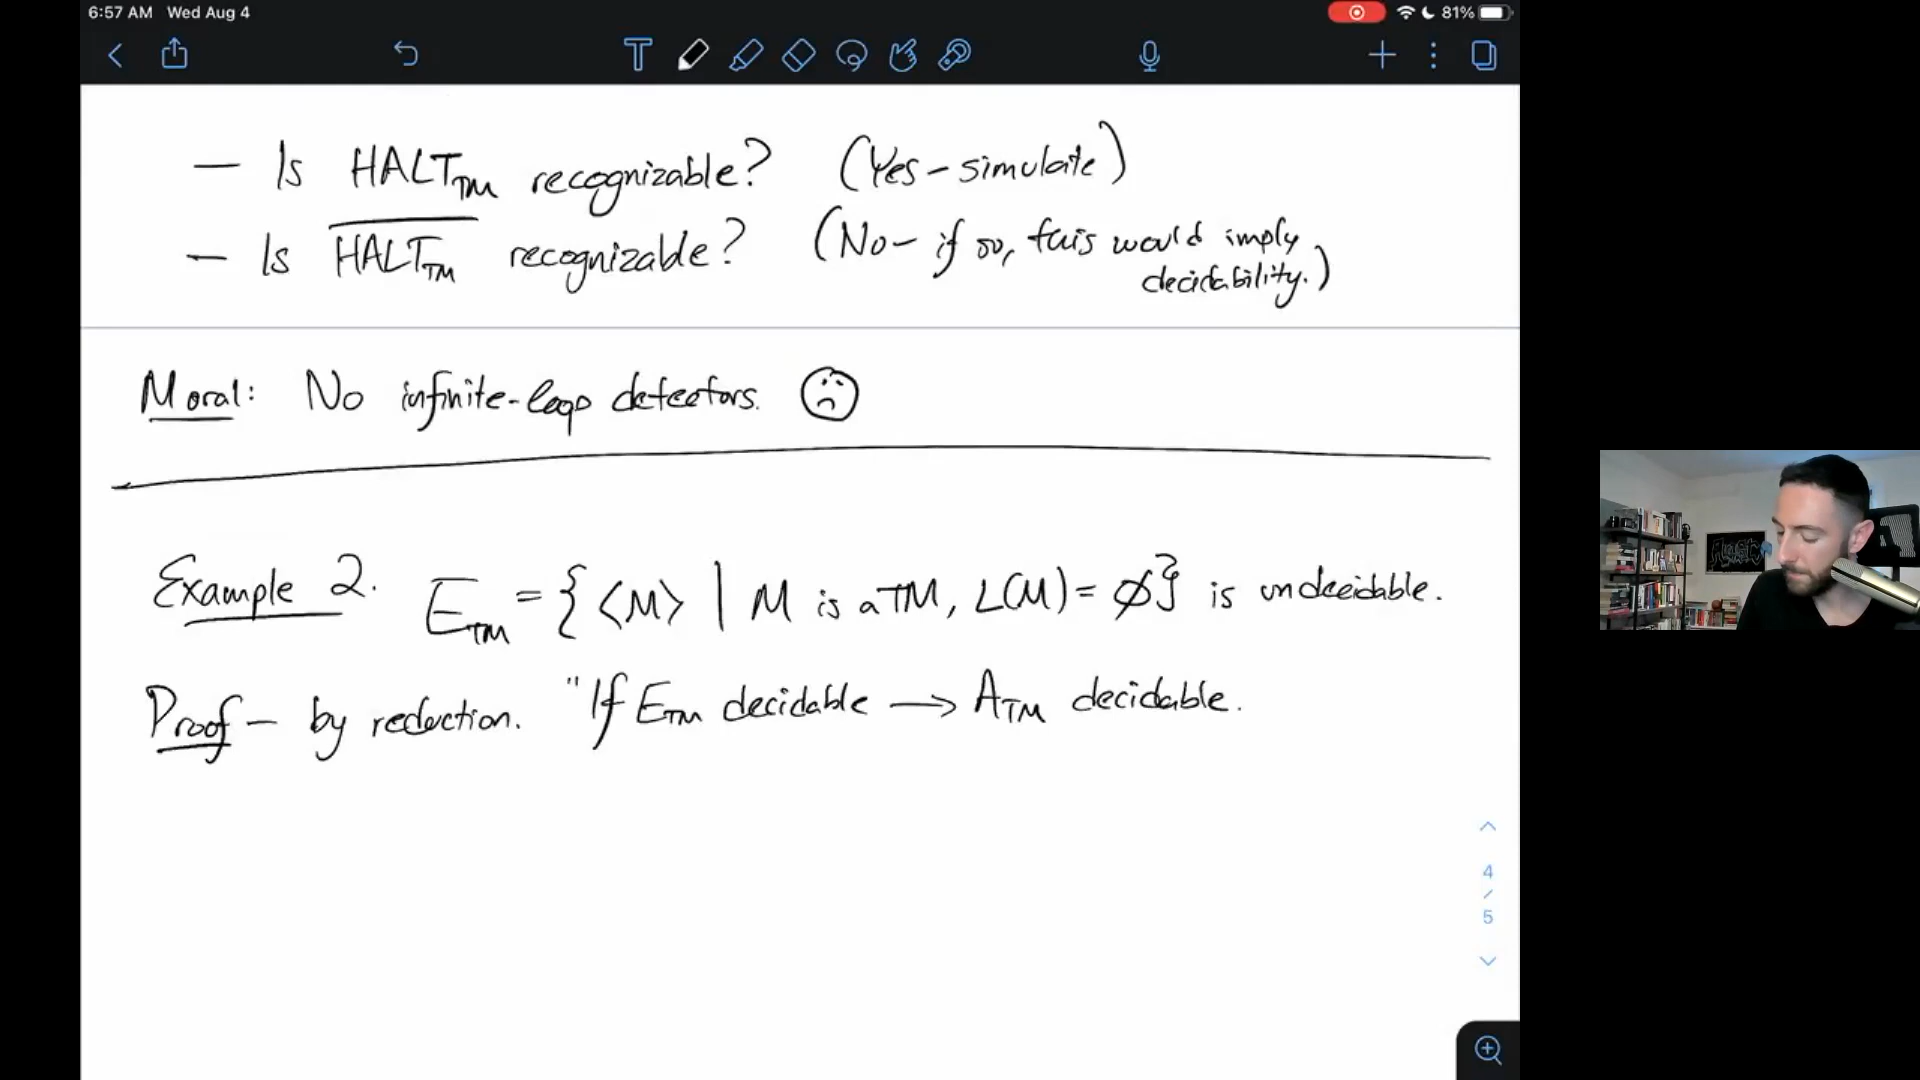 6:57 AM Wed Aug 4 81%
— Is HALT_TM recognizable? (Yes – simulate)
— Is H̅A̅L̅T̅_TM recognizable? (No – if so, this would imply
decidability.)
Moral: No infinite-loop detectors. ☹
Example 2. E_TM = {⟨M⟩ | M is a TM, L(M) = ∅} is undecidable.
Proof – by reduction. "If E_TM decidable → A_TM decidable.
4
/
5